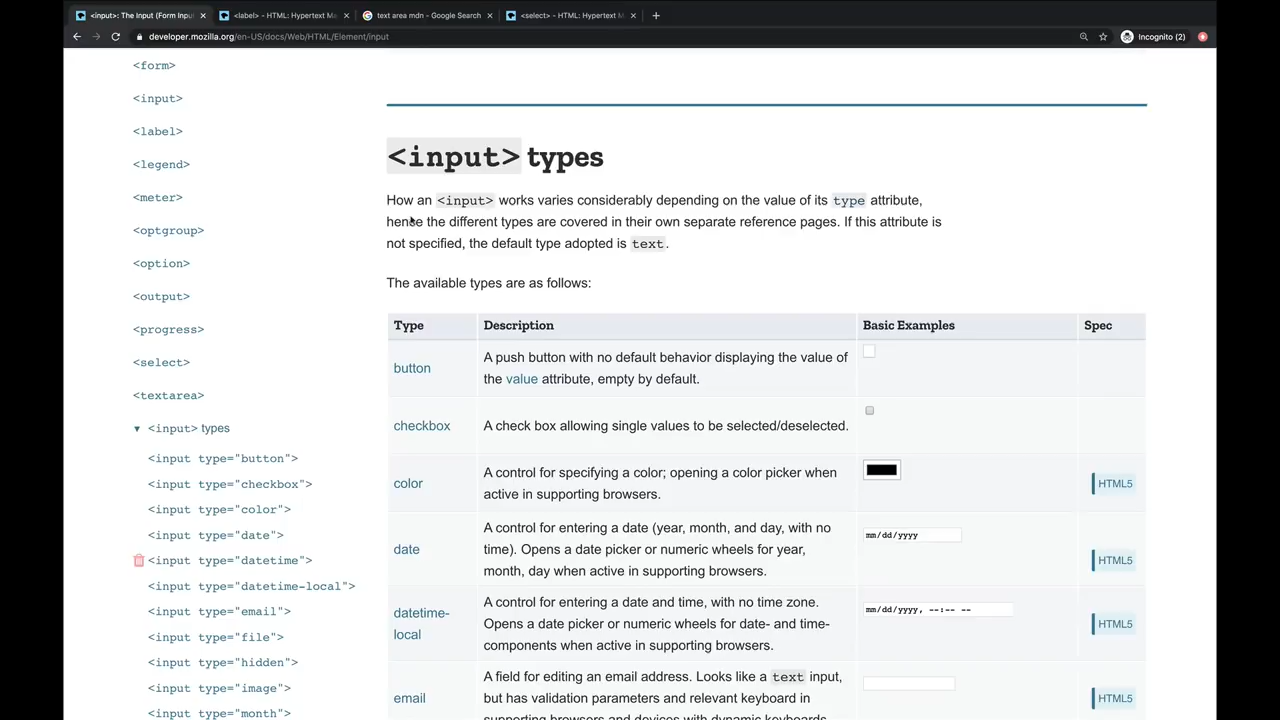 <input>: The Input (Form Inpu
<label> - HTML: Hypertext Ma
text area mdn - Google Search
<select> - HTML: Hypertext M
developer.mozilla.org/en-US/docs/Web/HTML/Element/input
Incognito (2)
<form>
<input>
<label>
<legend>
<meter>
<optgroup>
<option>
<output>
<progress>
<select>
<textarea>
<input> types
<input type="button">
<input type="checkbox">
<input type="color">
<input type="date">
<input type="datetime">
<input type="datetime-local">
<input type="email">
<input type="file">
<input type="hidden">
<input type="image">
<input type="month">
<input> types
How an <input> works varies considerably depending on the value of its type attribute,
hence the different types are covered in their own separate reference pages. If this attribute is
not specified, the default type adopted is text.
The available types are as follows:
Type Description Basic Examples Spec
button
A push button with no default behavior displaying the value of
the value attribute, empty by default.
checkbox
A check box allowing single values to be selected/deselected.
color
A control for specifying a color; opening a color picker when
active in supporting browsers.
HTML5
date
A control for entering a date (year, month, and day, with no
time). Opens a date picker or numeric wheels for year,
month, day when active in supporting browsers.
mm/dd/yyyy
HTML5
datetime-
local
A control for entering a date and time, with no time zone.
Opens a date picker or numeric wheels for date- and time-
components when active in supporting browsers.
mm/dd/yyyy, --:-- --
HTML5
email
A field for editing an email address. Looks like a text input,
but has validation parameters and relevant keyboard in
supporting browsers and devices with dynamic keyboards.
HTML5